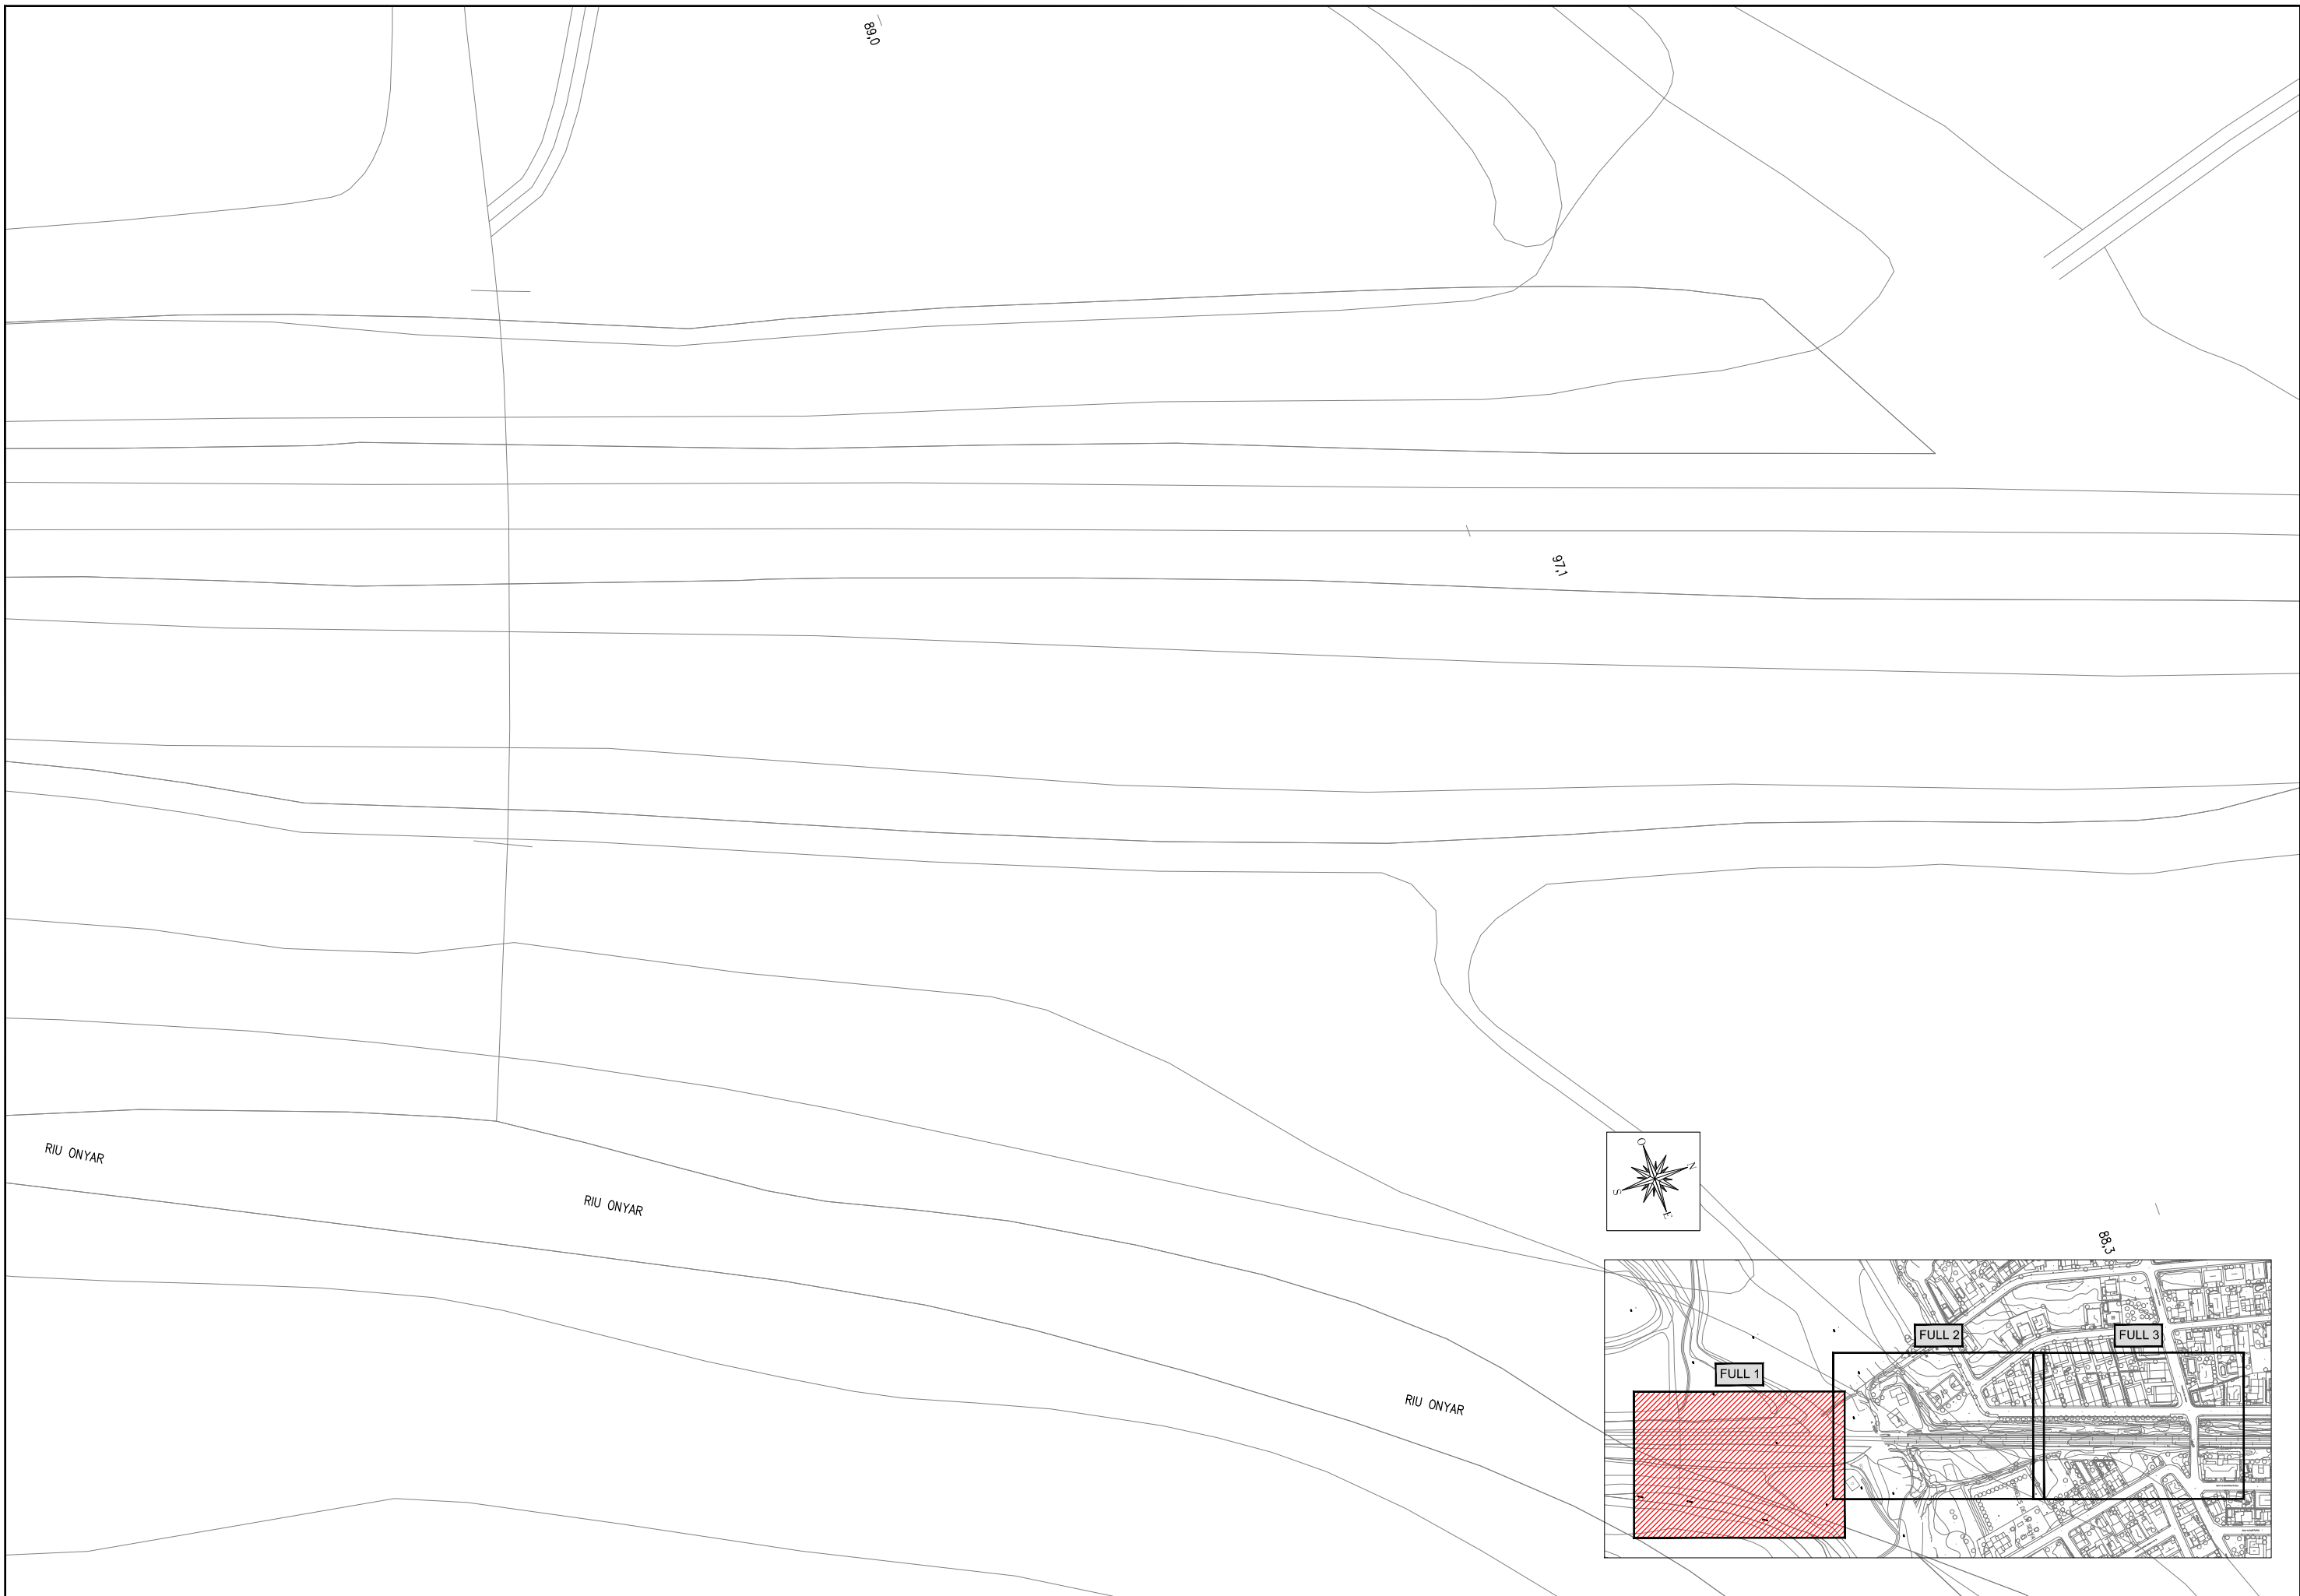 89,0
97,1
RIU ONYAR
RIU ONYAR
O
N
S
E
88,3
FULL 2
FULL 3
FULL 1
RIU ONYAR